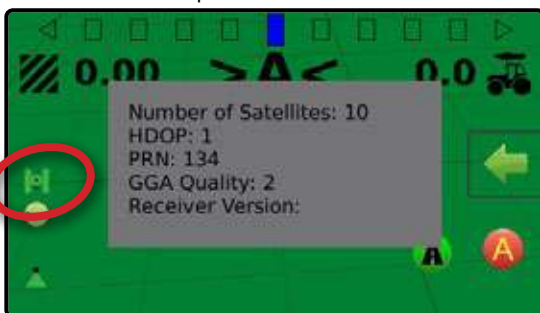 0.00 >A< 0.0
Number of Satellites: 10
HDOP: 1
PRN: 134
GGA Quality: 2
Receiver Version:
A
A